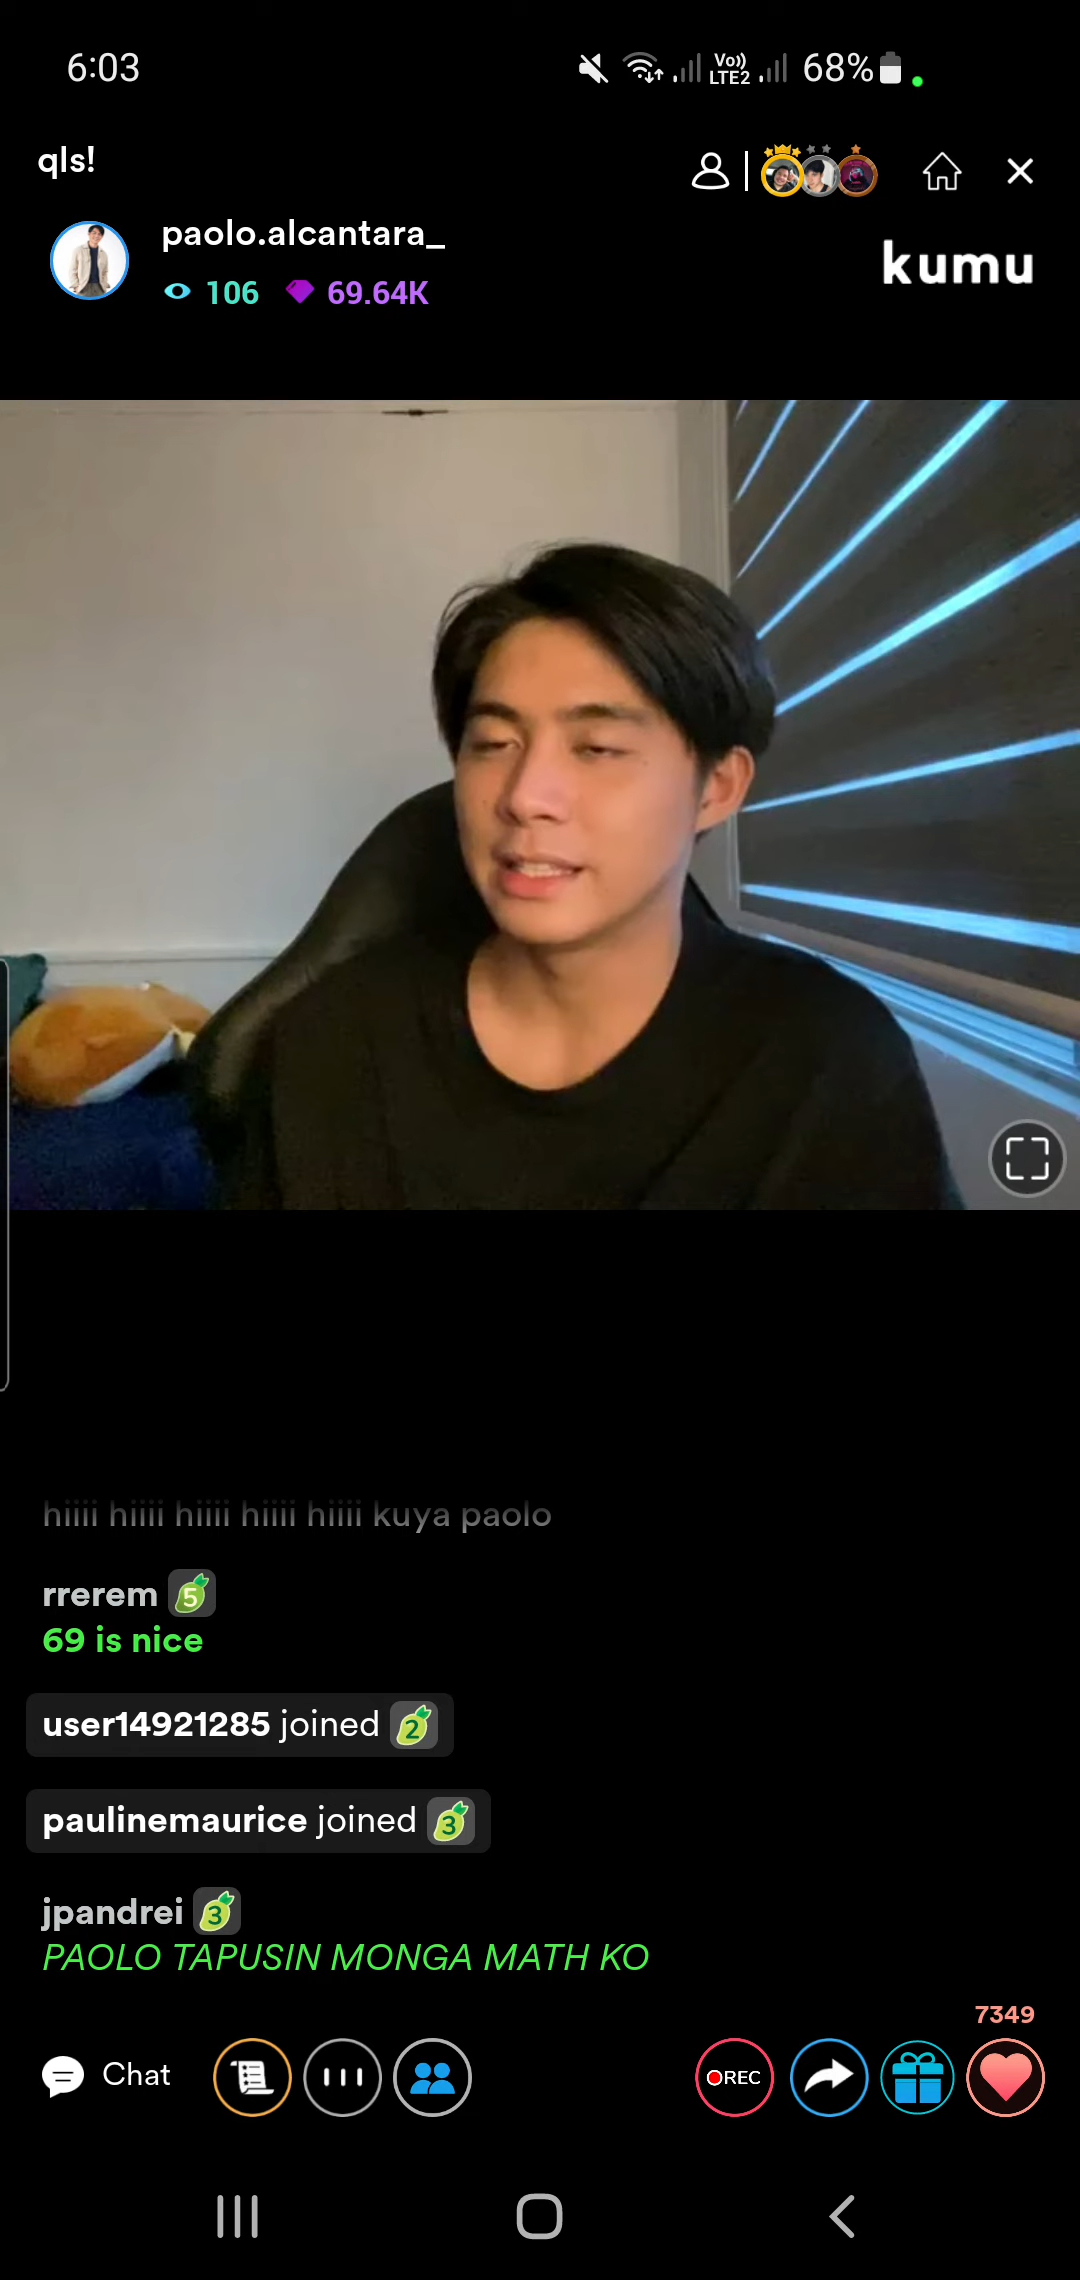 6:03
Vo)) LTE2 68%
qls!
paolo.alcantara_
106 69.64K
kumu
hiiii hiiii hiiii hiiii hiiii kuya paolo
rrerem 5
69 is nice
user14921285 joined 2
paulinemaurice joined 3
jpandrei 3
PAOLO TAPUSIN MONGA MATH KO
7349
Chat
REC